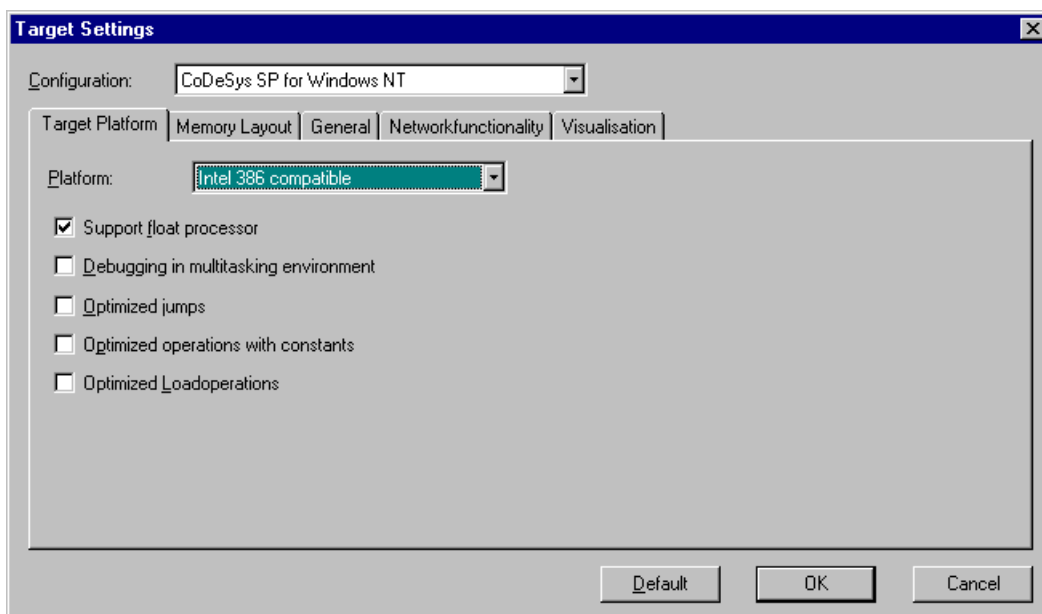 Target Settings
Configuration: CoDeSys SP for Windows NT
Target Platform Memory Layout General Networkfunctionality Visualisation
Platform: Intel 386 compatible
Support float processor
Debugging in multitasking environment
Optimized jumps
Optimized operations with constants
Optimized Loadoperations
Default OK Cancel